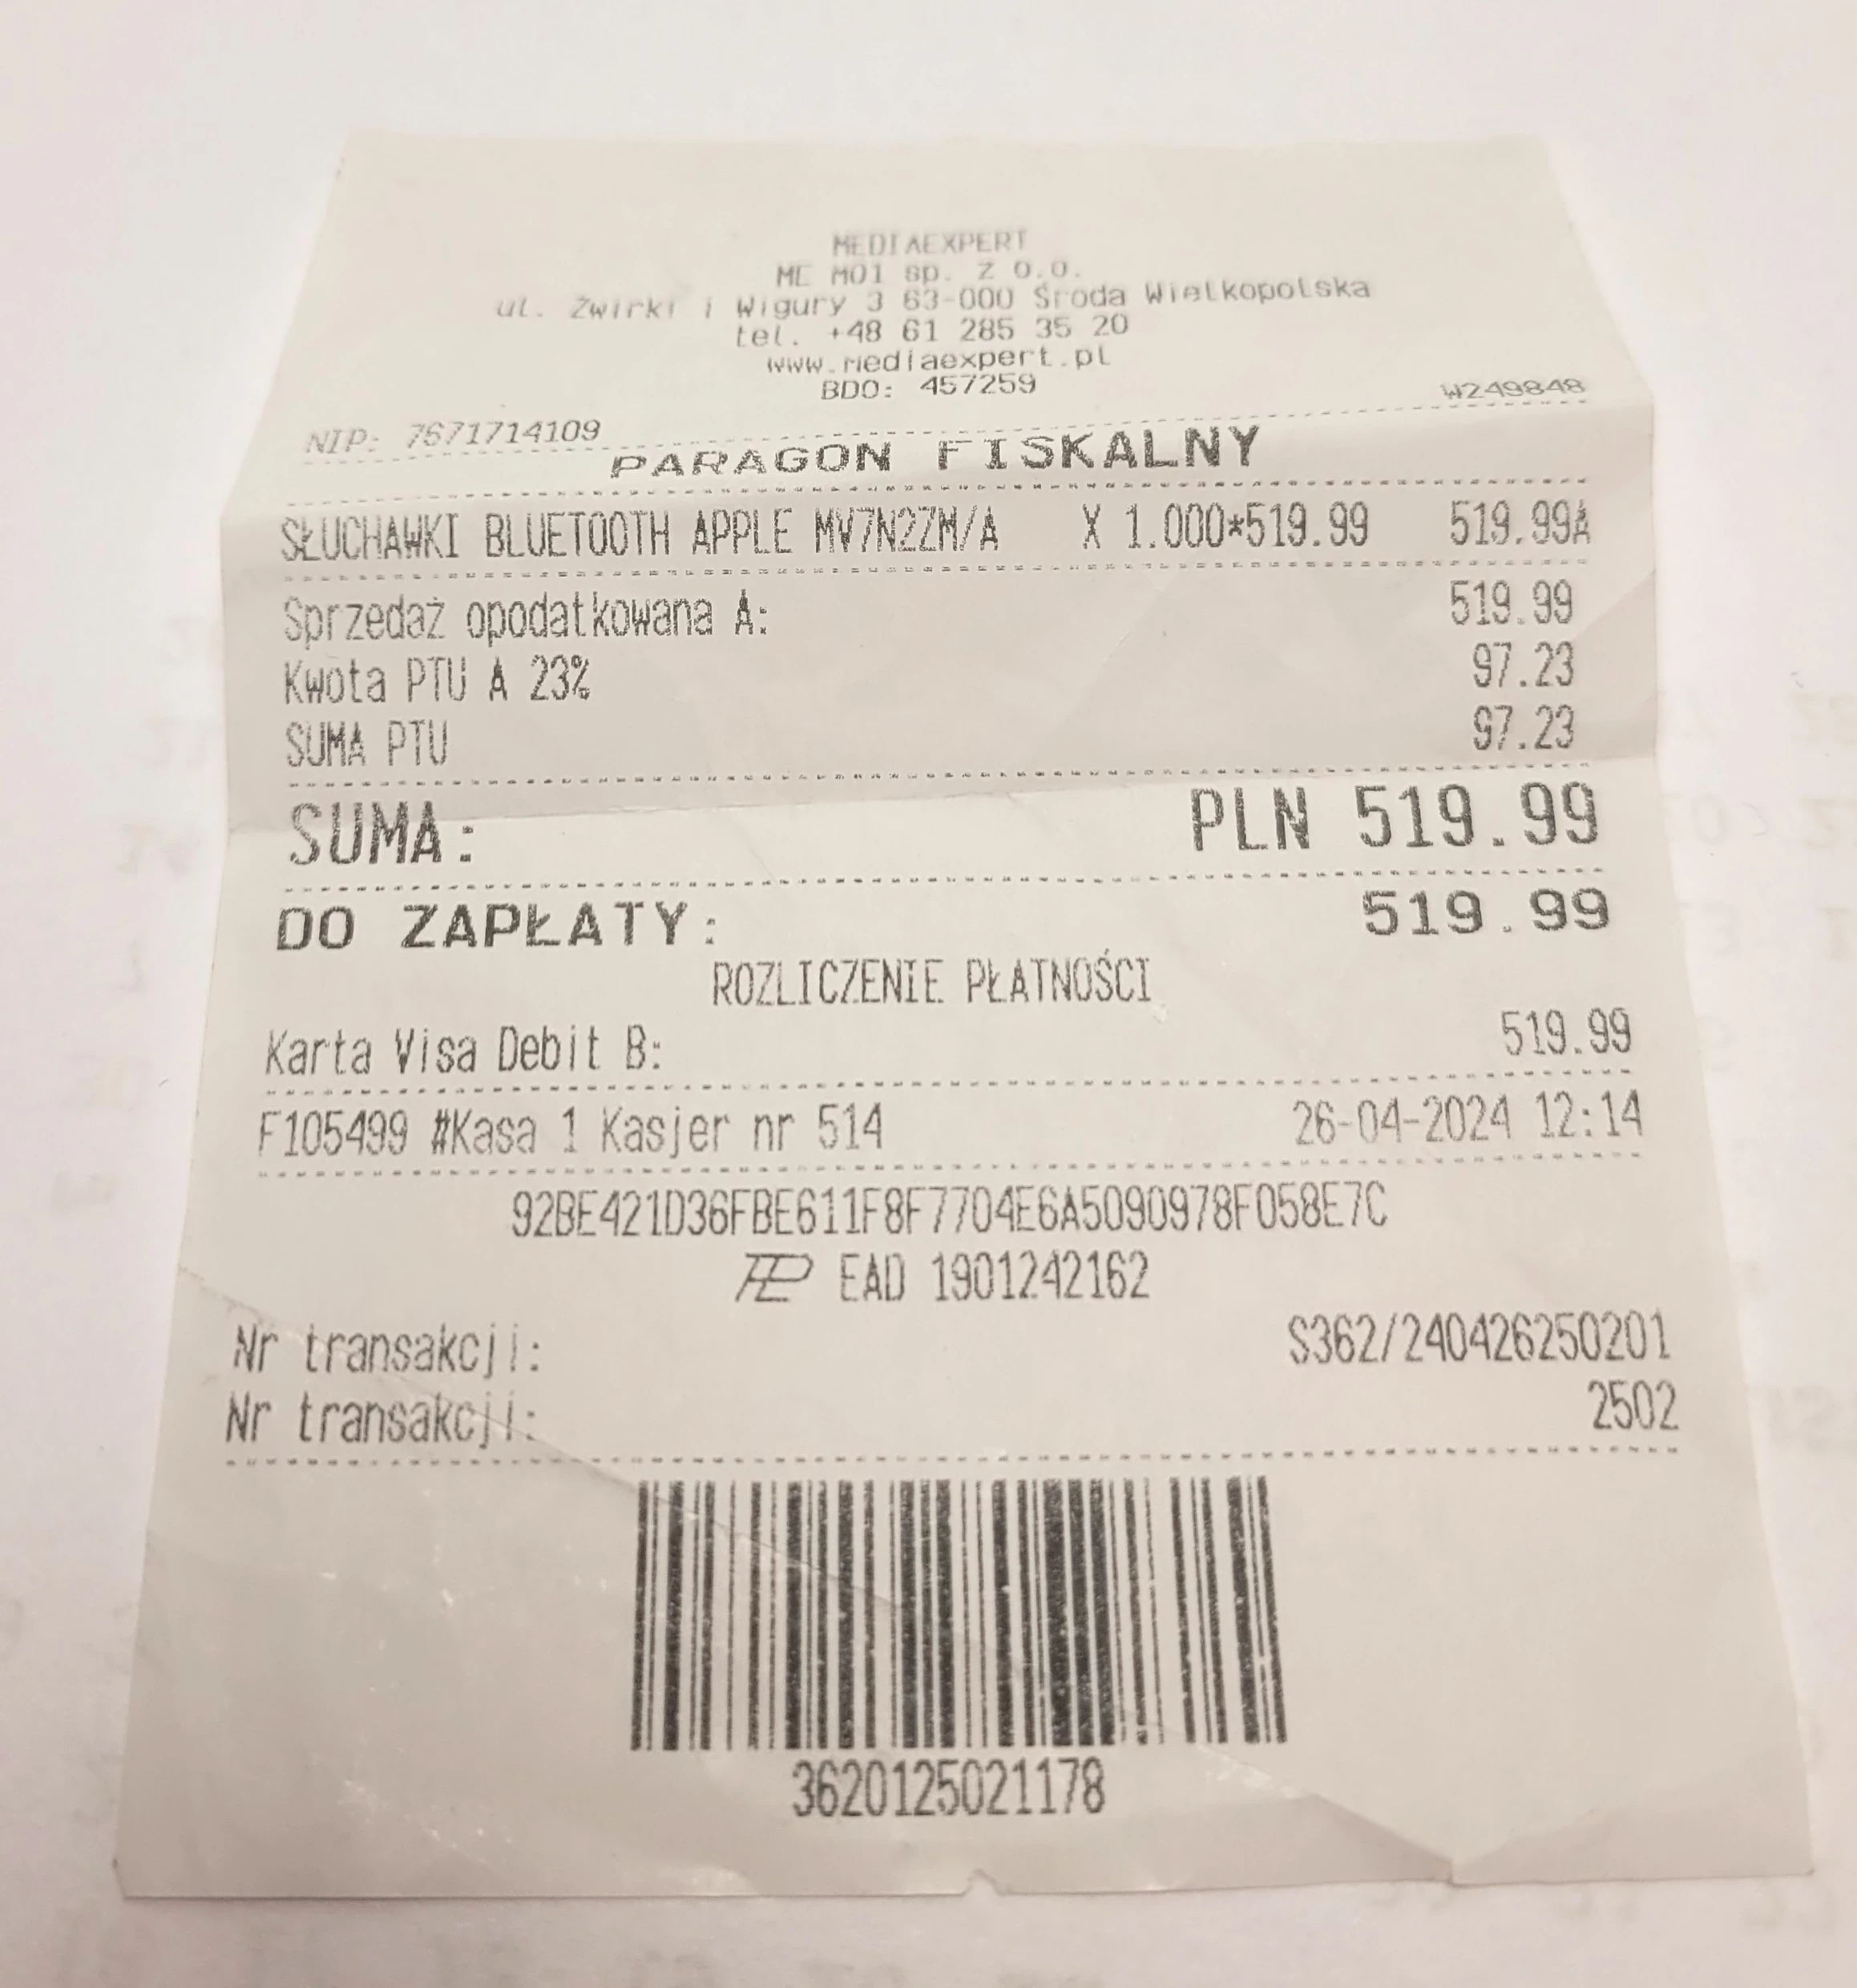 MEDIAEXPERT
ME M01 sp. z o.o.
ul. Żwirki i Wigury 3 63-000 Środa Wielkopolska
tel. +48 61 285 35 20
www.mediaexpert.pl
BDO: 457259
NIP: 7671714109 W249848
PARAGON FISKALNY
SŁUCHAWKI BLUETOOTH APPLE MV7N2ZM/A X 1.000*519.99 519.99A
Sprzedaż opodatkowana A: 519.99
Kwota PTU A 23% 97.23
SUMA PTU 97.23
SUMA: PLN 519.99
DO ZAPŁATY: 519.99
ROZLICZENIE PŁATNOŚCI
Karta Visa Debit B: 519.99
F105499 #Kasa 1 Kasjer nr 514 26-04-2024 12:14
92BE421D36FBE611F8F7704E6A5090978F058E7C
EAD 1901242162
Nr transakcji: S362/240426250201
Nr transakcji: 2502
3620125021178